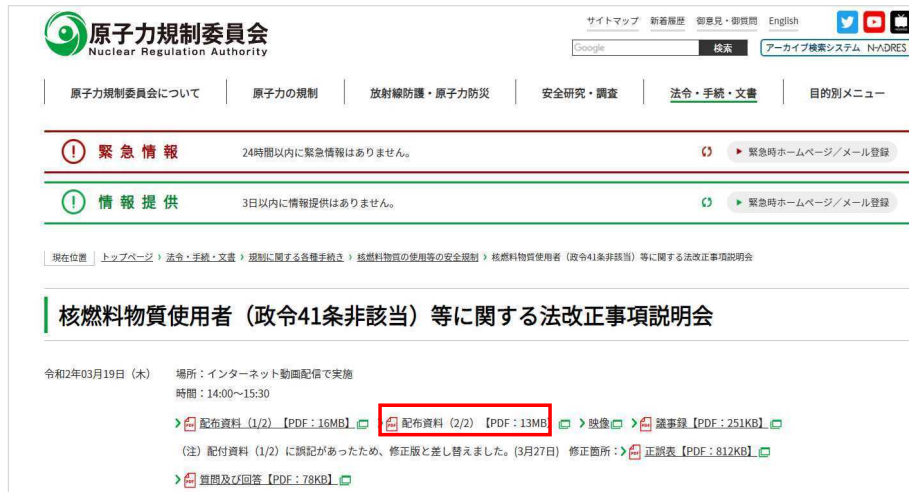 原子力規制委員会
Nuclear Regulation Authority
サイトマップ 新着履歴 御意見・御質問 English
Google 検索 アーカイブ検索システム N-ADRES
原子力規制委員会について 原子力の規制 放射線防護・原子力防災 安全研究・調査 法令・手続・文書 目的別メニュー
緊急情報 24時間以内に緊急情報はありません。 緊急時ホームページ／メール登録
情報提供 3日以内に情報提供はありません。 緊急時ホームページ／メール登録
現在位置 トップページ › 法令・手続・文書 › 規制に関する各種手続き › 核燃料物質の使用等の安全規制 › 核燃料物質使用者（政令41条非該当）等に関する法改正事項説明会
核燃料物質使用者（政令41条非該当）等に関する法改正事項説明会
令和2年03月19日（木） 場所：インターネット動画配信で実施
時間：14:00～15:30
配布資料（1/2）【PDF：16MB】 配布資料（2/2）【PDF：13MB】 映像 議事録【PDF：251KB】
（注）配付資料（1/2）に誤記があったため、修正版と差し替えました。(3月27日) 修正箇所：正誤表【PDF：812KB】
質問及び回答【PDF：78KB】